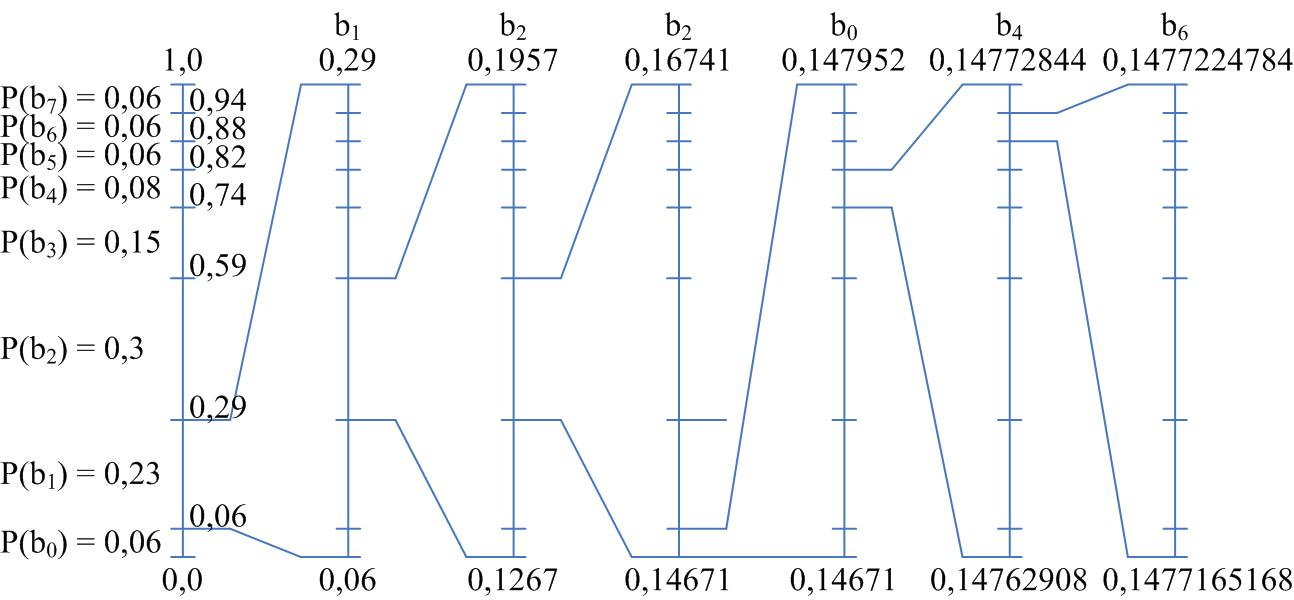 b₁ b₂ b₂ b₀ b₄ b₆
1,0 0,29 0,1957 0,16741 0,147952 0,14772844 0,1477224784
P(b₇) = 0,06 0,94
P(b₆) = 0,06 0,88
P(b₅) = 0,06 0,82
P(b₄) = 0,08 0,74
P(b₃) = 0,15
0,59
P(b₂) = 0,3
0,29
P(b₁) = 0,23
0,06
P(b₀) = 0,06
0,0 0,06 0,1267 0,14671 0,14671 0,14762908 0,1477165168